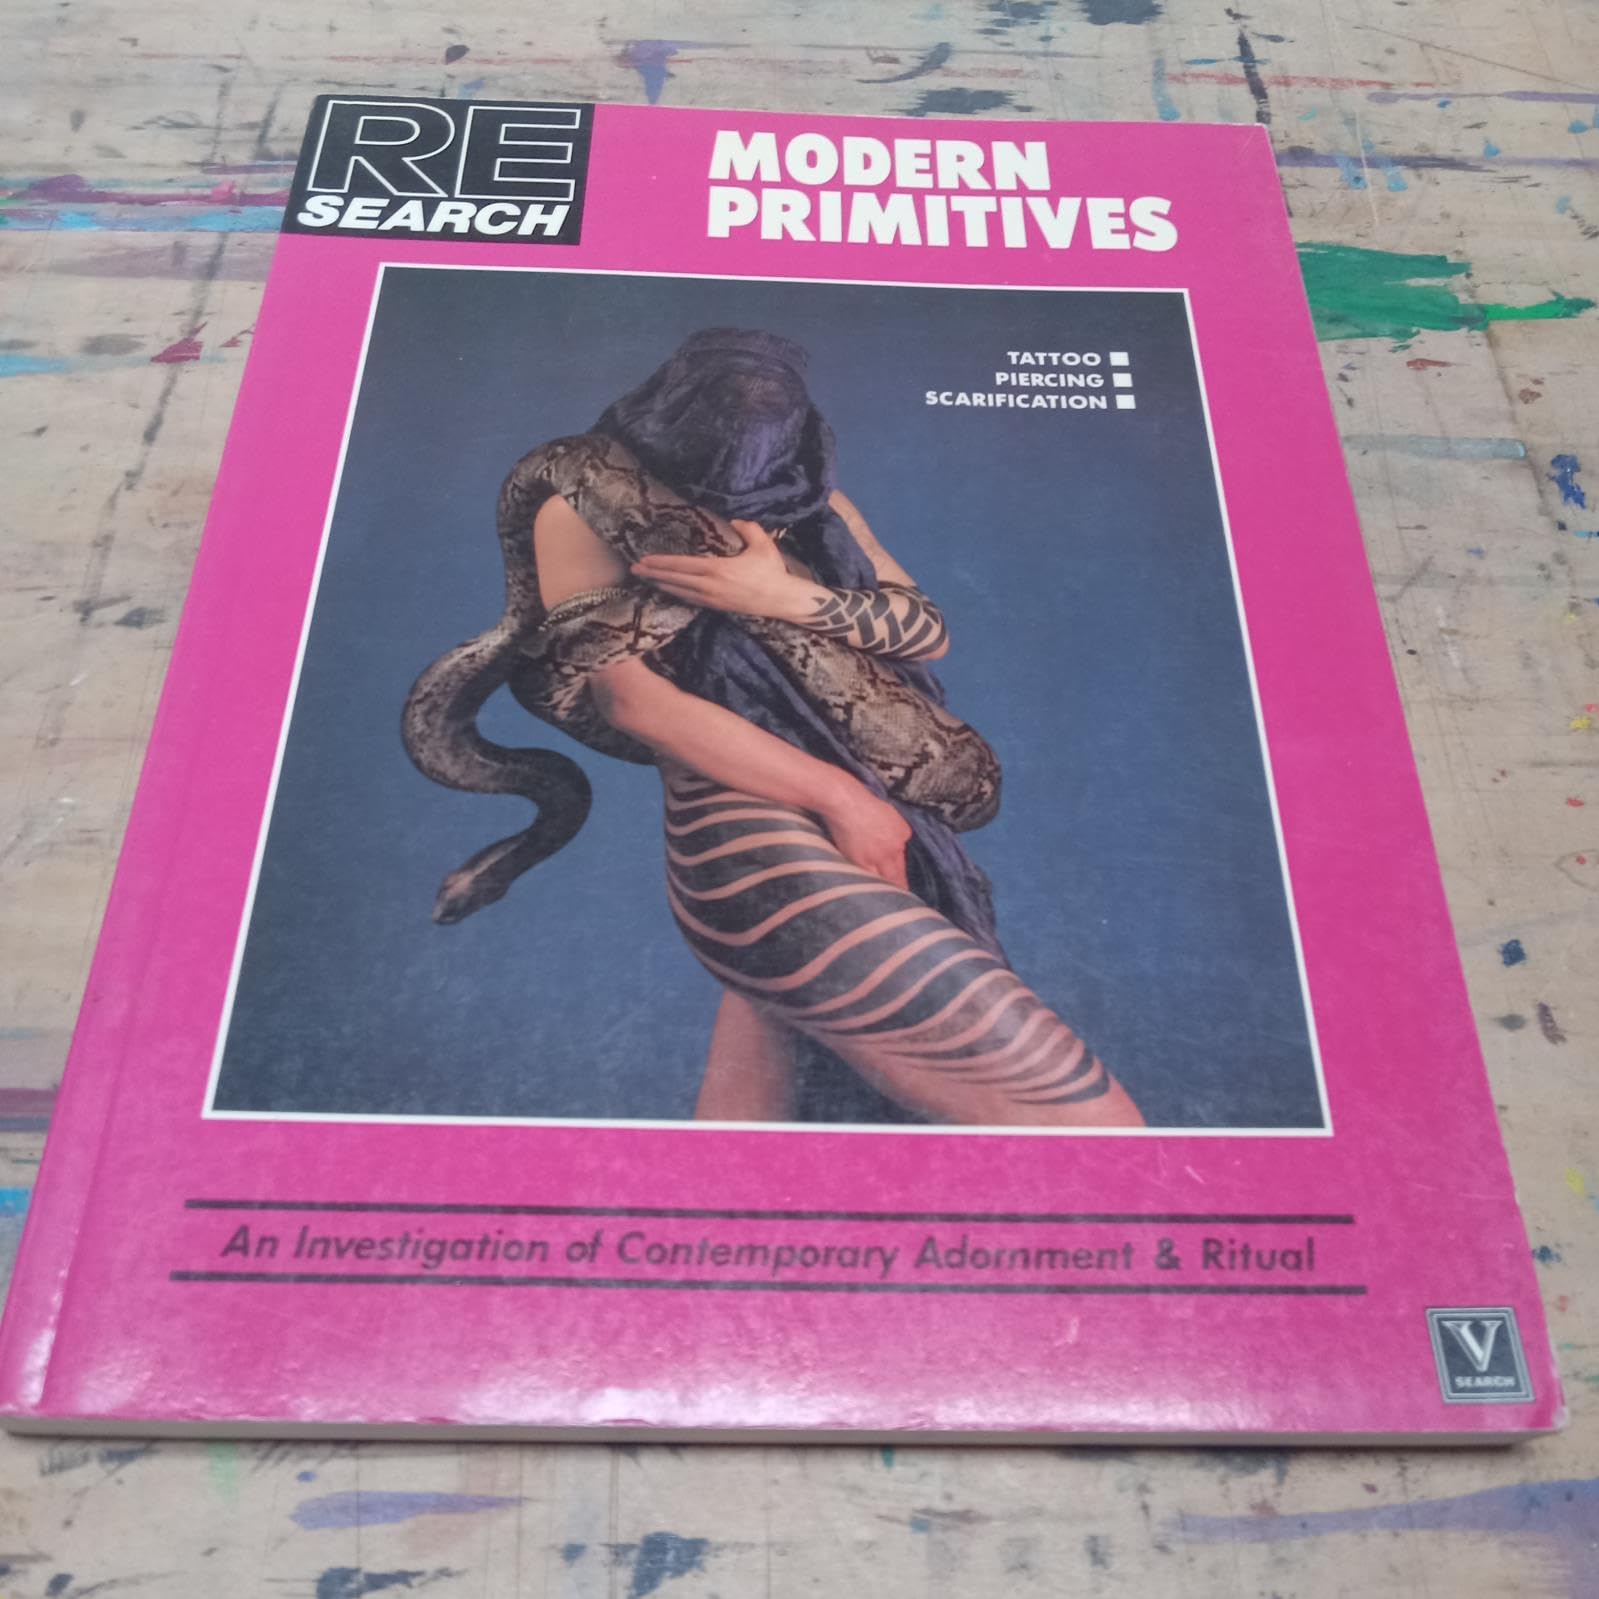 RE
SEARCH
MODERN
PRIMITIVES
TATTOO
PIERCING
SCARIFICATION
An Investigation of Contemporary Adornment & Ritual
V
SEARCH